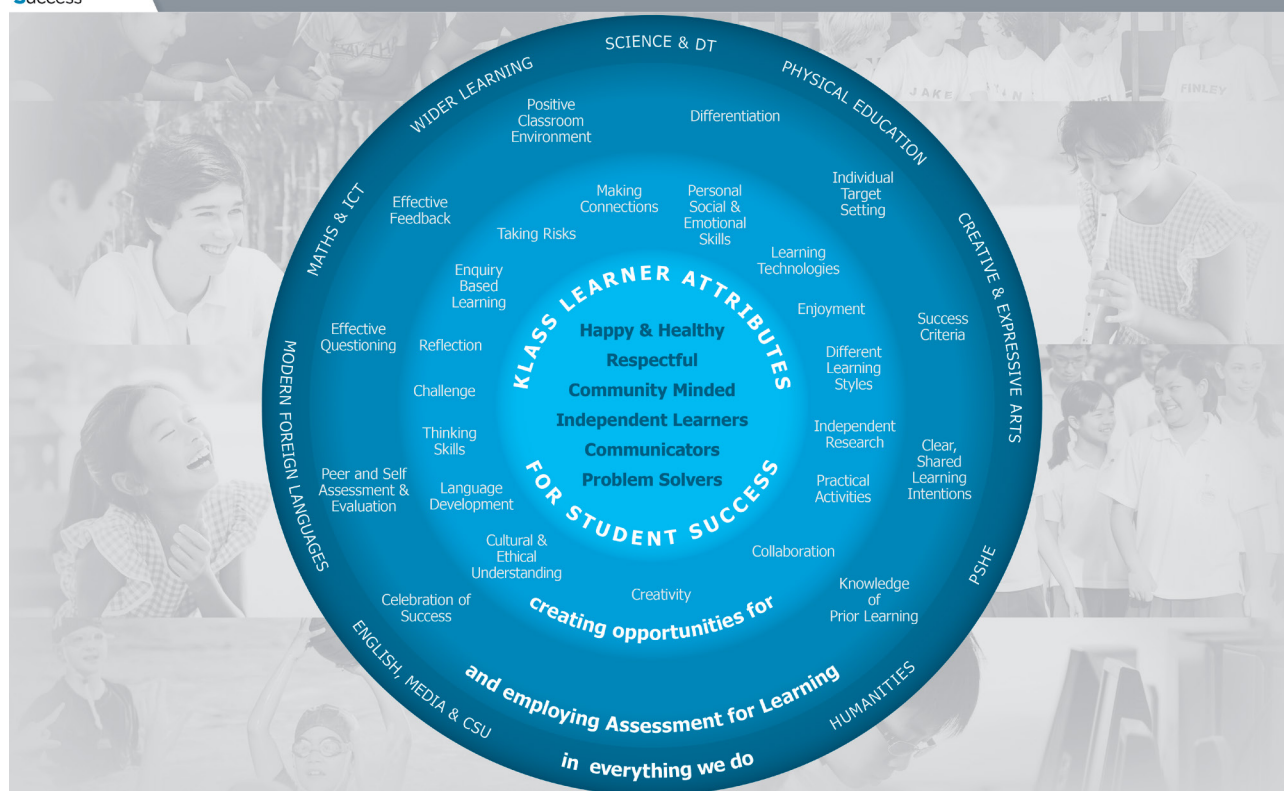 Success
SCIENCE & DT
PHYSICAL EDUCATION
CREATIVE & EXPRESSIVE ARTS
PSHE
HUMANITIES
in everything we do
ENGLISH, MEDIA & CSU
MODERN FOREIGN LANGUAGES
MATHS & ICT
WIDER LEARNING
Positive
Classroom
Environment
Differentiation
Individual
Target
Setting
Success
Criteria
Clear,
Shared
Learning
Intentions
Knowledge
of
Prior Learning
and employing Assessment for Learning
Celebration of
Success
Peer and Self
Assessment &
Evaluation
Effective
Questioning
Effective
Feedback
Making
Connections
Personal
Social &
Emotional
Skills
Learning
Technologies
Enjoyment
Different
Learning
Styles
Independent
Research
Practical
Activities
Collaboration
Creativity
creating opportunities for
Cultural &
Ethical
Understanding
Language
Development
Thinking
Skills
Challenge
Reflection
Enquiry
Based
Learning
Taking Risks
KLASS LEARNER ATTRIBUTES
Happy & Healthy
Respectful
Community Minded
Independent Learners
Communicators
Problem Solvers
FOR STUDENT SUCCESS
JAKE
FINLEY